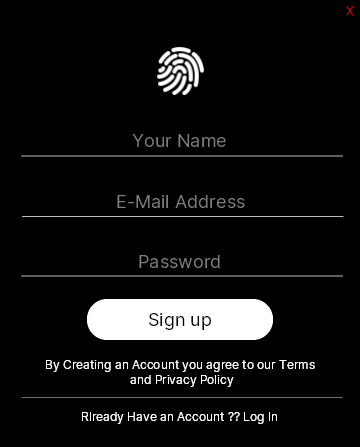 X
Your Name
E-Mail Address
Password
Sign up
By Creating an Account you agree to our Terms
and Privacy Policy
Rlready Have an Account ?? Log In